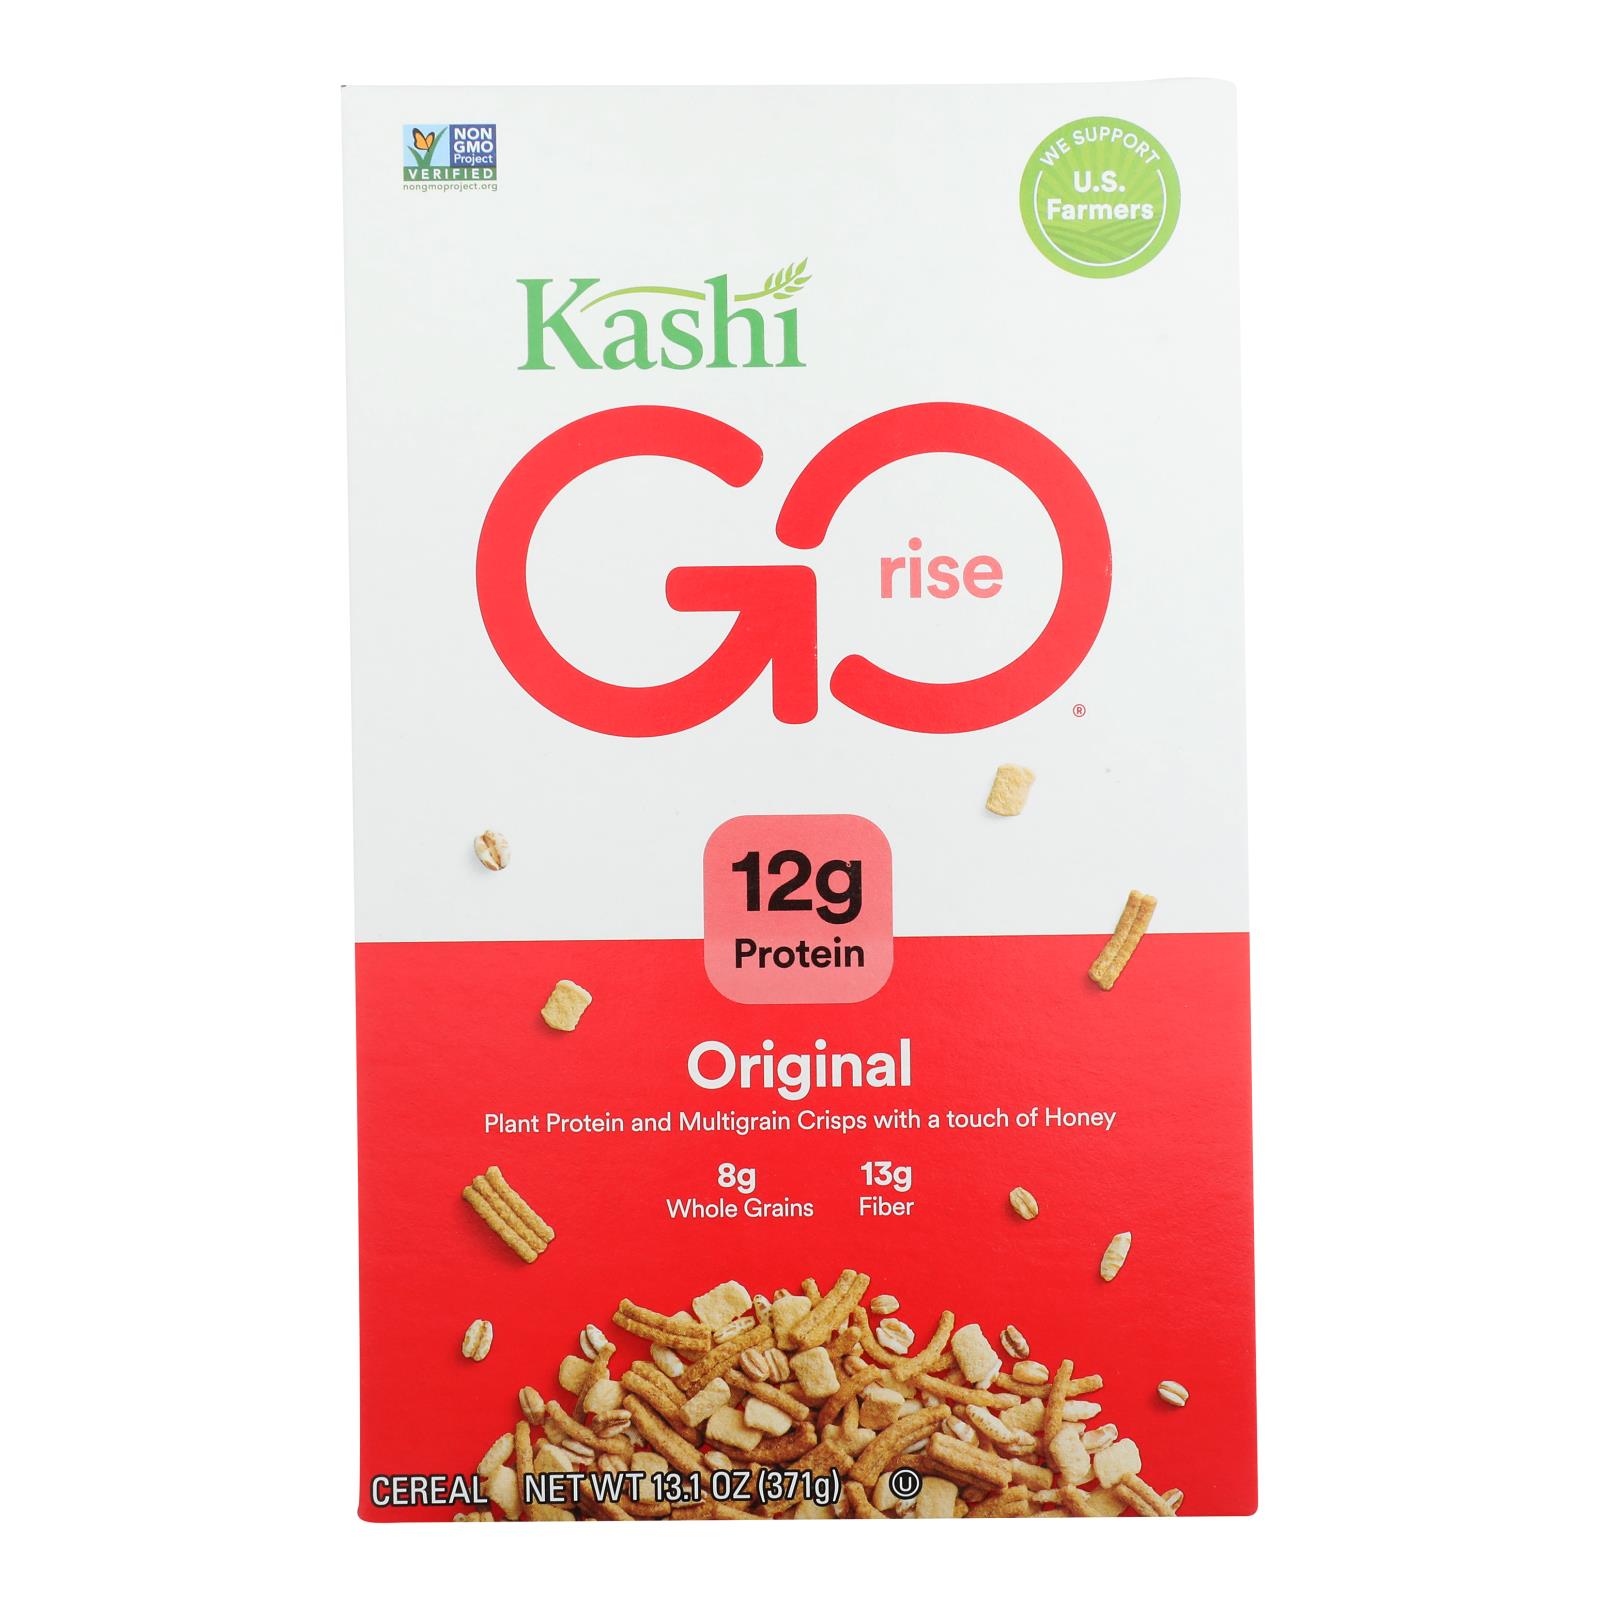 NON
GMO
Project
VERIFIED
nongmoproject.org
WE SUPPORT
U.S.
Farmers
Kashi
GO
rise
®
12g
Protein
Original
Plant Protein and Multigrain Crisps with a touch of Honey
8g 13g
Whole Grains Fiber
CEREAL NET WT 13.1 OZ (371g) U